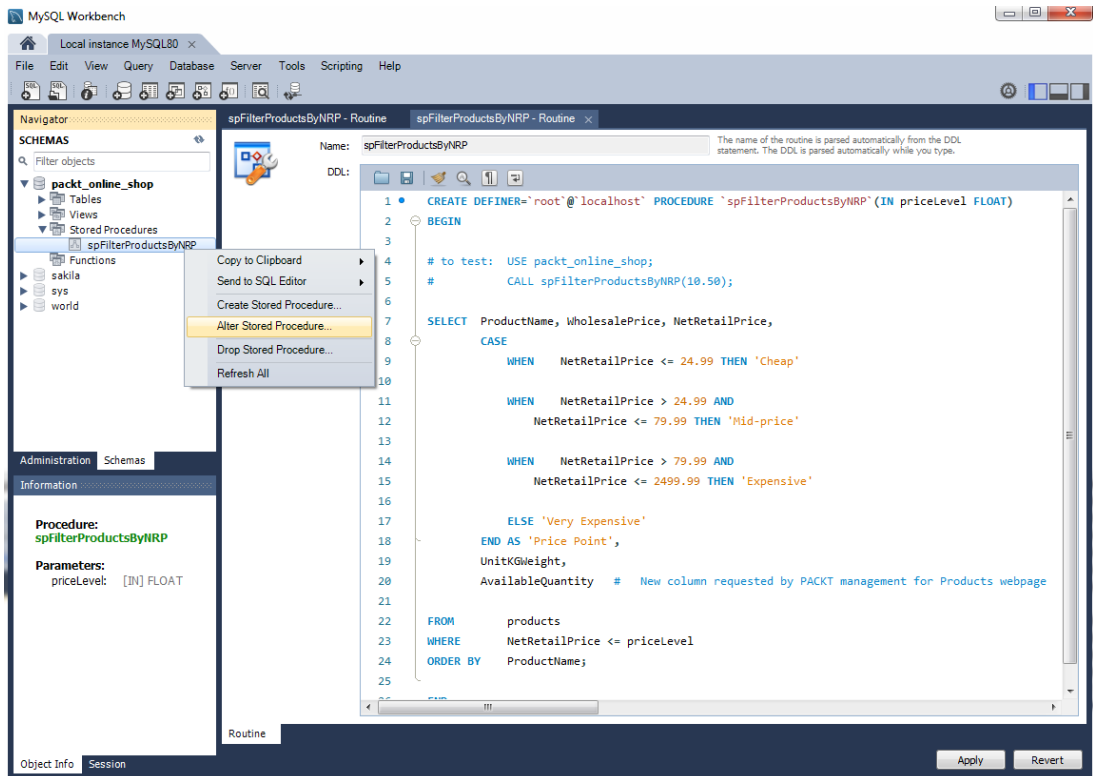 MySQL Workbench
Local instance MySQL80
File Edit View Query Database Server Tools Scripting Help
Navigator
SCHEMAS
Filter objects
packt_online_shop
Tables
Views
Stored Procedures
spFilterProductsByNRP
Functions
sakila
sys
world
Copy to Clipboard
Send to SQL Editor
Create Stored Procedure...
Alter Stored Procedure...
Drop Stored Procedure...
Refresh All
Administration Schemas
Information
Procedure:
spFilterProductsByNRP
Parameters:
priceLevel: [IN] FLOAT
Object Info Session
spFilterProductsByNRP - Routine spFilterProductsByNRP - Routine
Name: spFilterProductsByNRP
The name of the routine is parsed automatically from the DDL
statement. The DDL is parsed automatically while you type.
DDL:
1 CREATE DEFINER=`root`@`localhost` PROCEDURE `spFilterProductsByNRP`(IN priceLevel FLOAT)
2 BEGIN
3
4 # to test: USE packt_online_shop;
5 # CALL spFilterProductsByNRP(10.50);
6
7 SELECT ProductName, WholesalePrice, NetRetailPrice,
8 CASE
9 WHEN NetRetailPrice <= 24.99 THEN 'Cheap'
10
11 WHEN NetRetailPrice > 24.99 AND
12 NetRetailPrice <= 79.99 THEN 'Mid-price'
13
14 WHEN NetRetailPrice > 79.99 AND
15 NetRetailPrice <= 2499.99 THEN 'Expensive'
16
17 ELSE 'Very Expensive'
18 END AS 'Price Point',
19 UnitKGWeight,
20 AvailableQuantity # New column requested by PACKT management for Products webpage
21
22 FROM products
23 WHERE NetRetailPrice <= priceLevel
24 ORDER BY ProductName;
25
Routine
Apply Revert